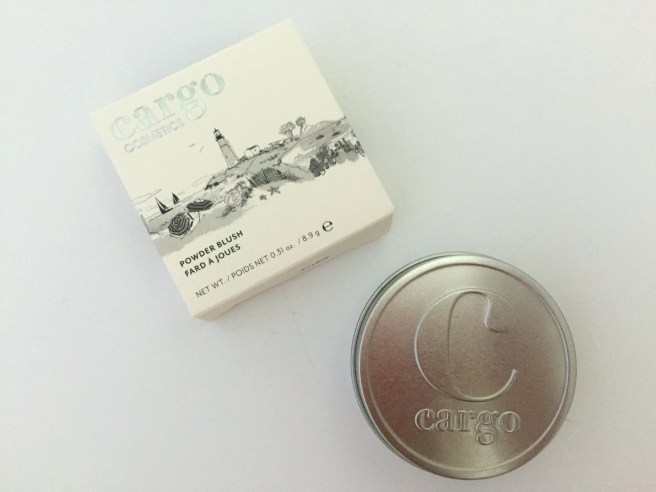 cargo
COSMETICS
POWDER BLUSH
FARD À JOUES
NET WT. / POIDS NET 0.31 oz. / 8.9 g e
C
cargo